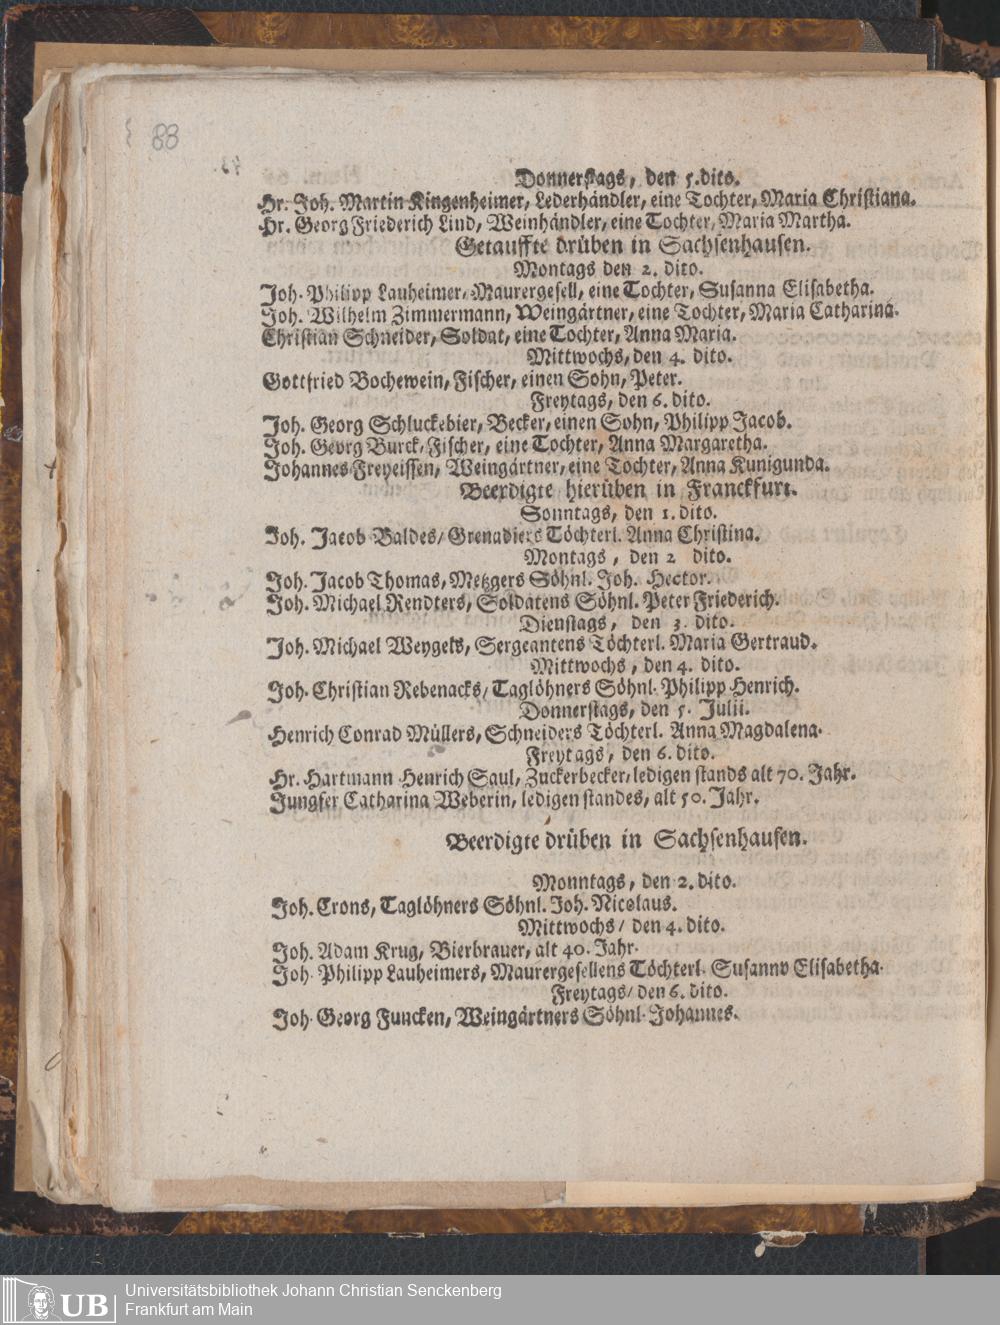 88
Donnerstags, den 5. dito.
Hr. Joh. Martin Kingenheimer, Lederhändler, eine Tochter, Maria Christiana.
Hr. Georg Friederich Lind, Weinhändler, eine Tochter, Maria Martha.
Getauffte drüben in Sachsenhausen.
Montags den 2. dito.
Joh. Philipp Lauheimer, Maurergesell, eine Tochter, Susanna Elisabetha.
Joh. Wilhelm Zimmermann, Weingärtner, eine Tochter, Maria Catharina.
Christian Schneider, Soldat, eine Tochter, Anna Maria.
Mittwochs, den 4. dito.
Gottfried Bochewein, Fischer, einen Sohn, Peter.
Freytags, den 6. dito.
Joh. Georg Schluckebier, Becker, einen Sohn, Philipp Jacob.
Joh. Georg Burck, Fischer, eine Tochter, Anna Margaretha.
Johannes Freyeissen, Weingärtner, eine Tochter, Anna Kunigunda.
Beerdigte hierüben in Franckfurt.
Sonntags, den 1. dito.
Joh. Jacob Baldes/ Grenadiers Töchterl. Anna Christina.
Montags, den 2 dito.
Joh. Jacob Thomas, Metzgers Söhnl. Joh. Hector.
Joh. Michael Rendters, Soldatens Söhnl. Peter Friederich.
Dienstags, den 3. dito.
Joh. Michael Weygels, Sergeantens Töchterl. Maria Gertraud.
Mittwochs, den 4. dito.
Joh. Christian Rebenacks/ Taglöhners Söhnl. Philipp Henrich.
Donnerstags, den 5. Julii.
Henrich Conrad Müllers, Schneiders Töchterl. Anna Magdalena.
Freytags, den 6. dito.
Hr. Hartmann Henrich Saul, Zuckerbecker, ledigen stands alt 70. Jahr.
Jungfer Catharina Weberin, ledigen standes, alt 50. Jahr.
Beerdigte drüben in Sachsenhausen.
Monntags, den 2. dito.
Joh. Crons, Taglöhners Söhnl. Joh. Nicolaus.
Mittwochs/ den 4. dito.
Joh. Adam Krug, Bierbrauer, alt 40. Jahr.
Joh. Philipp Lauheimers, Maurergesellens Töchterl. Susanno Elisabetha.
Freytags/ den 6. dito.
Joh. Georg Funcken, Weingärtners Söhnl. Johannes.
UB Universitätsbibliothek Johann Christian Senckenberg
Frankfurt am Main